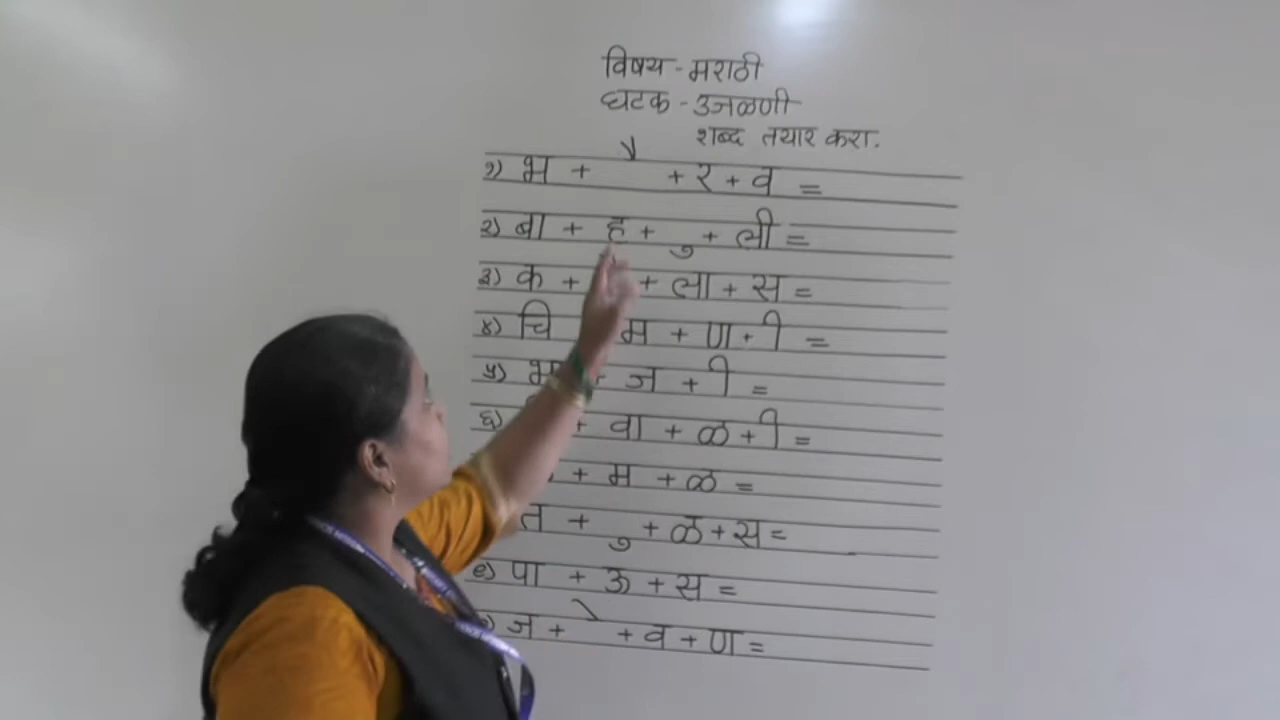 विषय - मराठी
घटक - उजळणी
शब्द तयार करा.
१) भ + ै + र + व =
२) बा + ह + ु + ली =
३) क + + ला + स =
४) चि म + ण + ी =
५) भा + ज + ी =
६) + वा + ळ + ी =
+ म + ळ =
त + ु + ळ + स =
९) पा + ऊ + स =
) ज + े + व + ण =